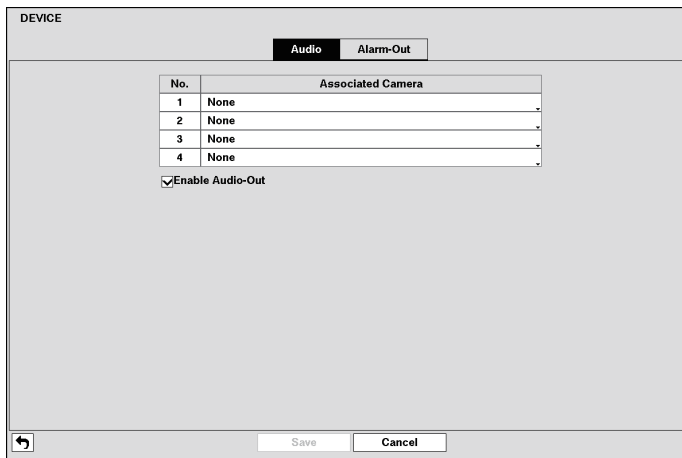 DEVICE
Audio Alarm-Out
No. Associated Camera
1 None
2 None
3 None
4 None
Enable Audio-Out
Save Cancel